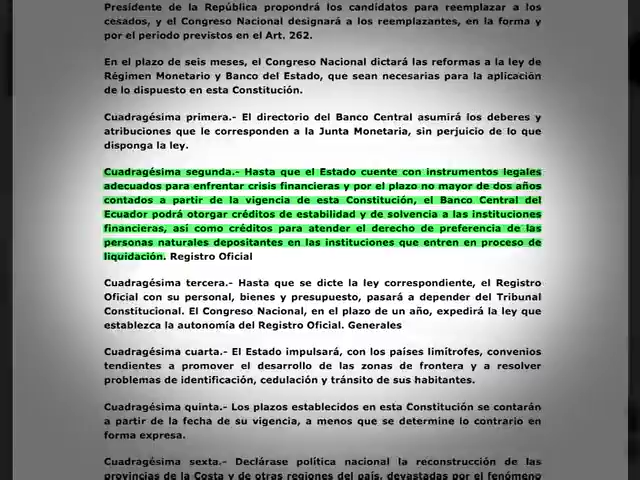 Presidente de la República propondrá los candidatos para reemplazar a los
cesados, y el Congreso Nacional designará a los reemplazantes, en la forma y
por el periodo previstos en el Art. 262.
En el plazo de seis meses, el Congreso Nacional dictará las reformas a la ley de
Régimen Monetario y Banco del Estado, que sean necesarias para la aplicación
de lo dispuesto en esta Constitución.
Cuadragésima primera.- El directorio del Banco Central asumirá los deberes y
atribuciones que le corresponden a la Junta Monetaria, sin perjuicio de lo que
disponga la ley.
Cuadragésima segunda.- Hasta que el Estado cuente con instrumentos legales
adecuados para enfrentar crisis financieras y por el plazo no mayor de dos años
contados a partir de la vigencia de esta Constitución, el Banco Central del
Ecuador podrá otorgar créditos de estabilidad y de solvencia a las instituciones
financieras, así como créditos para atender el derecho de preferencia de las
personas naturales depositantes en las instituciones que entren en proceso de
liquidación. Registro Oficial
Cuadragésima tercera.- Hasta que se dicte la ley correspondiente, el Registro
Oficial con su personal, bienes y presupuesto, pasará a depender del Tribunal
Constitucional. El Congreso Nacional, en el plazo de un año, expedirá la ley que
establezca la autonomía del Registro Oficial. Generales
Cuadragésima cuarta.- El Estado impulsará, con los países limítrofes, convenios
tendientes a promover el desarrollo de las zonas de frontera y a resolver
problemas de identificación, cedulación y tránsito de sus habitantes.
Cuadragésima quinta.- Los plazos establecidos en esta Constitución se contarán
a partir de la fecha de su vigencia, a menos que se determine lo contrario en
forma expresa.
Cuadragésima sexta.- Declárase política nacional la reconstrucción de las
provincias de la Costa y de otras regiones del país, devastadas por el fenómeno